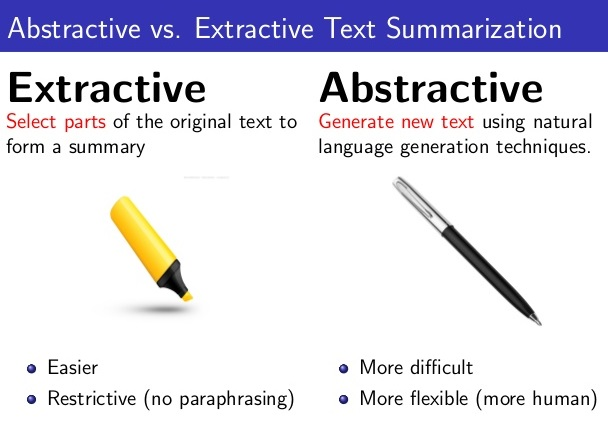 Abstractive vs. Extractive Text Summarization
Extractive
Select parts of the original text to
form a summary
Easier
Restrictive (no paraphrasing)
Abstractive
Generate new text using natural
language generation techniques.
More difficult
More flexible (more human)